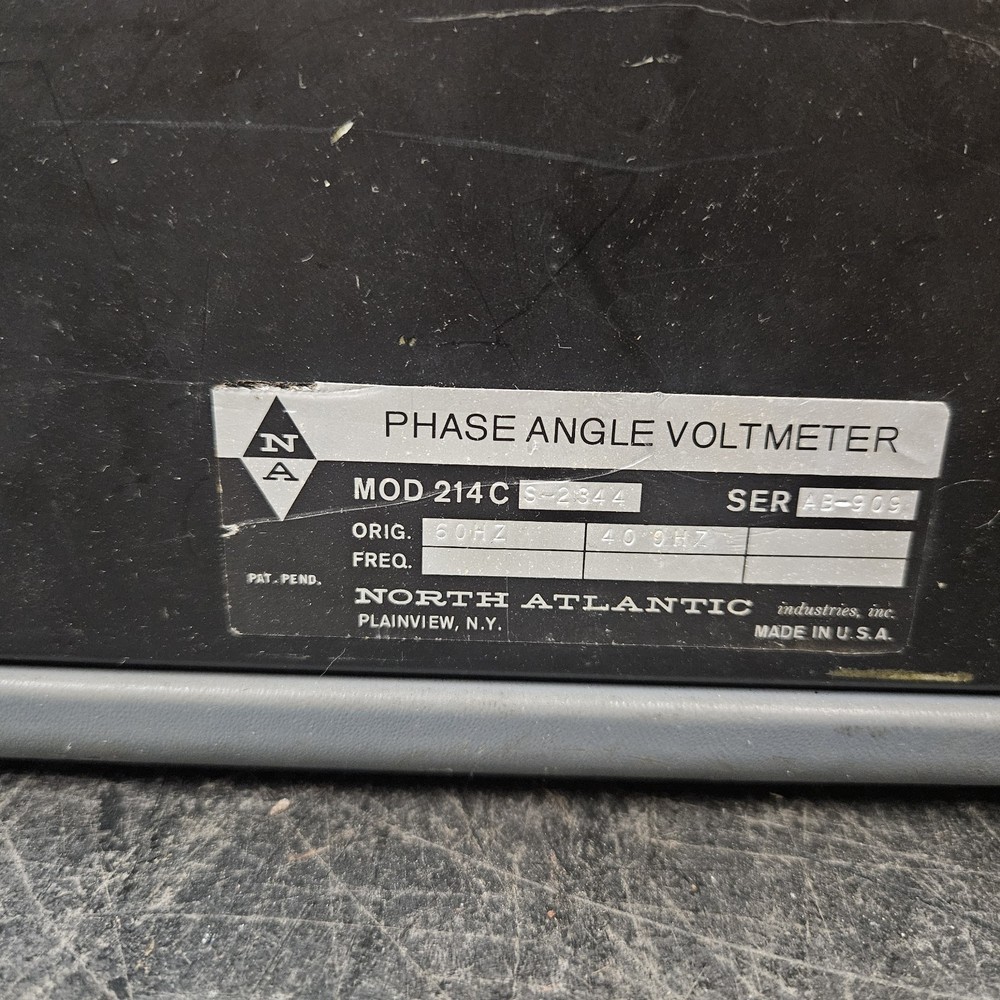 PHASE ANGLE VOLTMETER
N
A
MOD 214C S-2344 SER AB-909
ORIG. 60HZ 400HZ
FREQ.
PAT. PEND.
NORTH ATLANTIC industries, inc.
PLAINVIEW, N.Y. MADE IN U.S.A.